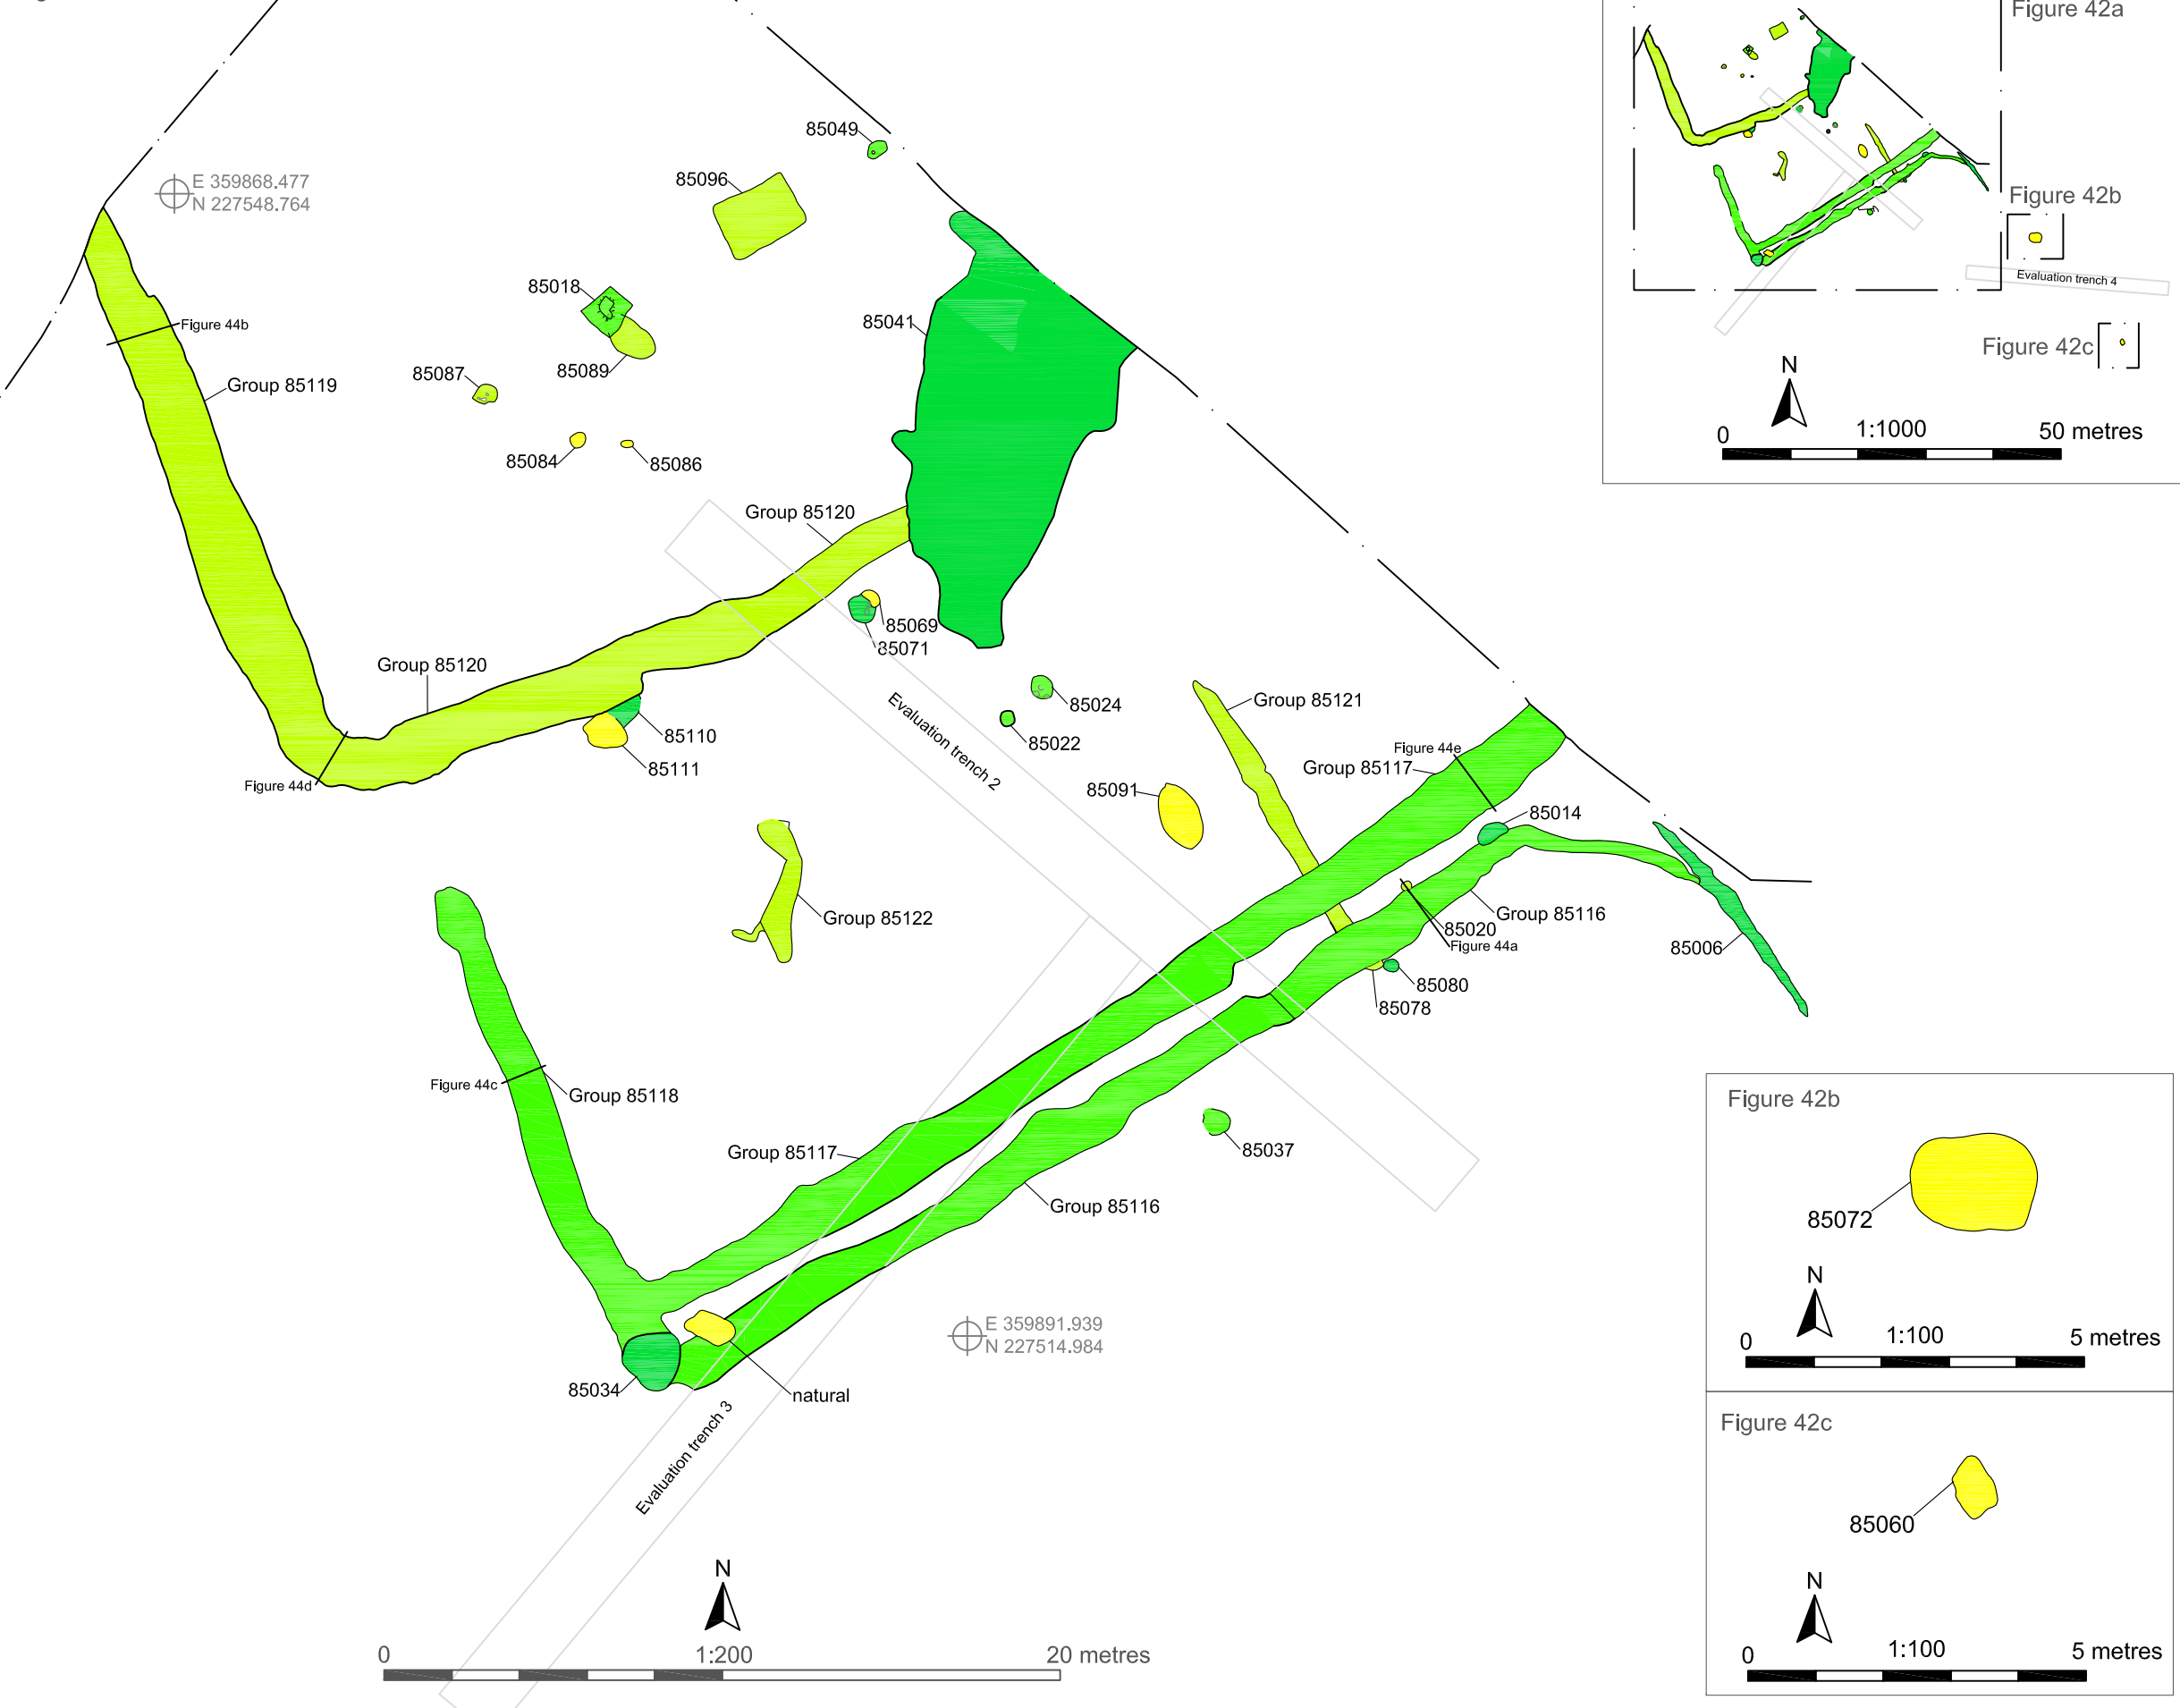 Figure 42a
85049
E 359868.477
N 227548.764
85096
Figure 42b
85018
Evaluation trench 4
85041
Figure 44b
Figure 42c
85089
85087
Group 85119
N
0 1:1000 50 metres
85084
85086
Group 85120
85069
85071
Group 85120
Evaluation trench 2
85024
Group 85121
85022
85110
Figure 44e
Group 85117
85111
Figure 44d
85091
85014
Group 85122
Group 85116
85020
Figure 44a
85006
85080
85078
Figure 44c
Group 85118
Figure 42b
85037
Group 85117
Group 85116
85072
N
0 1:100 5 metres
E 359891.939
N 227514.984
85034
natural
Evaluation trench 3
Figure 42c
85060
N
0 1:100 5 metres
N
0 1:200 20 metres